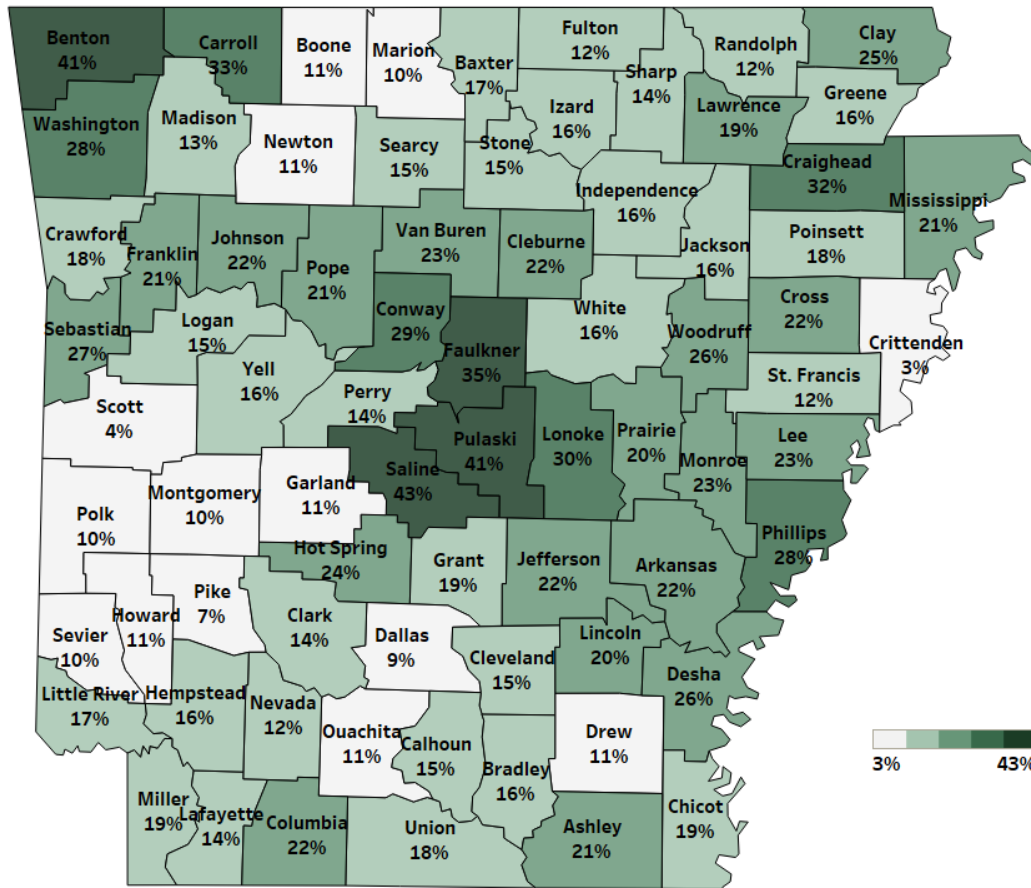 Benton
41%
Carroll
33%
Boone
11%
Marion
10%
Baxter
17%
Fulton
12%
Sharp
14%
Randolph
12%
Clay
25%
Washington
28%
Madison
13%
Newton
11%
Searcy
15%
Stone
15%
Izard
16%
Lawrence
19%
Greene
16%
Independence
16%
Craighead
32%
Mississippi
21%
Crawford
18%
Franklin
21%
Johnson
22%
Pope
21%
Van Buren
23%
Cleburne
22%
Jackson
16%
Poinsett
18%
Sebastian
27%
Logan
15%
Conway
29%
Faulkner
35%
White
16%
Woodruff
26%
Cross
22%
Crittenden
3%
Scott
4%
Yell
16%
Perry
14%
St. Francis
12%
Saline
43%
Pulaski
41%
Lonoke
30%
Prairie
20%
Monroe
23%
Lee
23%
Polk
10%
Montgomery
10%
Garland
11%
Hot Spring
24%
Grant
19%
Jefferson
22%
Arkansas
22%
Phillips
28%
Sevier
10%
Howard
11%
Pike
7%
Clark
14%
Dallas
9%
Cleveland
15%
Lincoln
20%
Desha
26%
Little River
17%
Hempstead
16%
Nevada
12%
Ouachita
11%
Calhoun
15%
Bradley
16%
Drew
11%
Miller
19%
Lafayette
14%
Columbia
22%
Union
18%
Ashley
21%
Chicot
19%
3% 43%